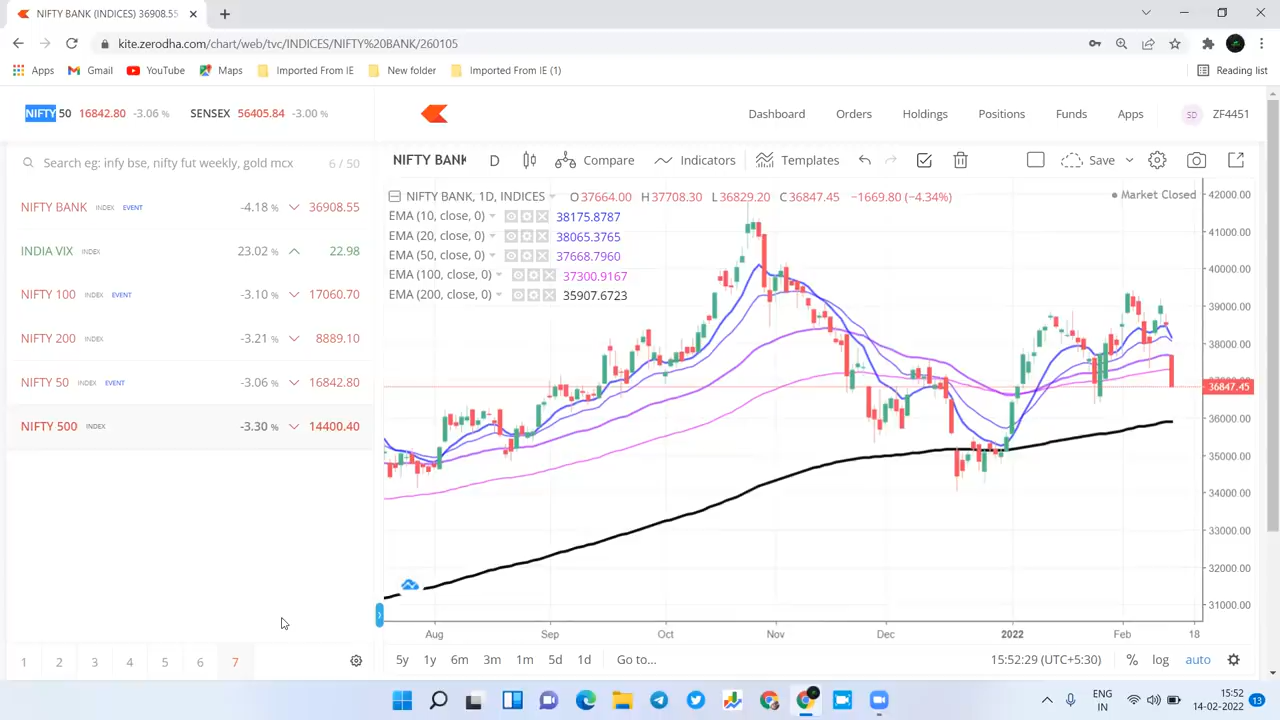 NIFTY BANK (INDICES) 36908.55
kite.zerodha.com/chart/web/tvc/INDICES/NIFTY%20BANK/260105
Apps Gmail YouTube Maps Imported From IE New folder Imported From IE (1) Reading list
NIFTY 50 16842.80 -3.06 % SENSEX 56405.84 -3.00 %
Dashboard Orders Holdings Positions Funds Apps SD ZF4451
Search eg: infy bse, nifty fut weekly, gold mcx 6 / 50
NIFTY BANK INDEX EVENT -4.18 % 36908.55
INDIA VIX INDEX 23.02 % 22.98
NIFTY 100 INDEX EVENT -3.10 % 17060.70
NIFTY 200 INDEX -3.21 % 8889.10
NIFTY 50 INDEX EVENT -3.06 % 16842.80
NIFTY 500 INDEX -3.30 % 14400.40
1 2 3 4 5 6 7
NIFTY BANK D Compare Indicators Templates Save
NIFTY BANK, 1D, INDICES O37664.00 H37708.30 L36829.20 C36847.45 -1669.80 (-4.34%)
Market Closed
EMA (10, close, 0) 38175.8787
EMA (20, close, 0) 38065.3765
EMA (50, close, 0) 37668.7960
EMA (100, close, 0) 37300.9167
EMA (200, close, 0) 35907.6723
42000.00
41000.00
40000.00
39000.00
38000.00
36847.45
36000.00
35000.00
34000.00
33000.00
32000.00
31000.00
Aug Sep Oct Nov Dec 2022 Feb 18
5y 1y 6m 3m 1m 5d 1d Go to... 15:52:29 (UTC+5:30) % log auto
ENG
IN
15:52
14-02-2022
13